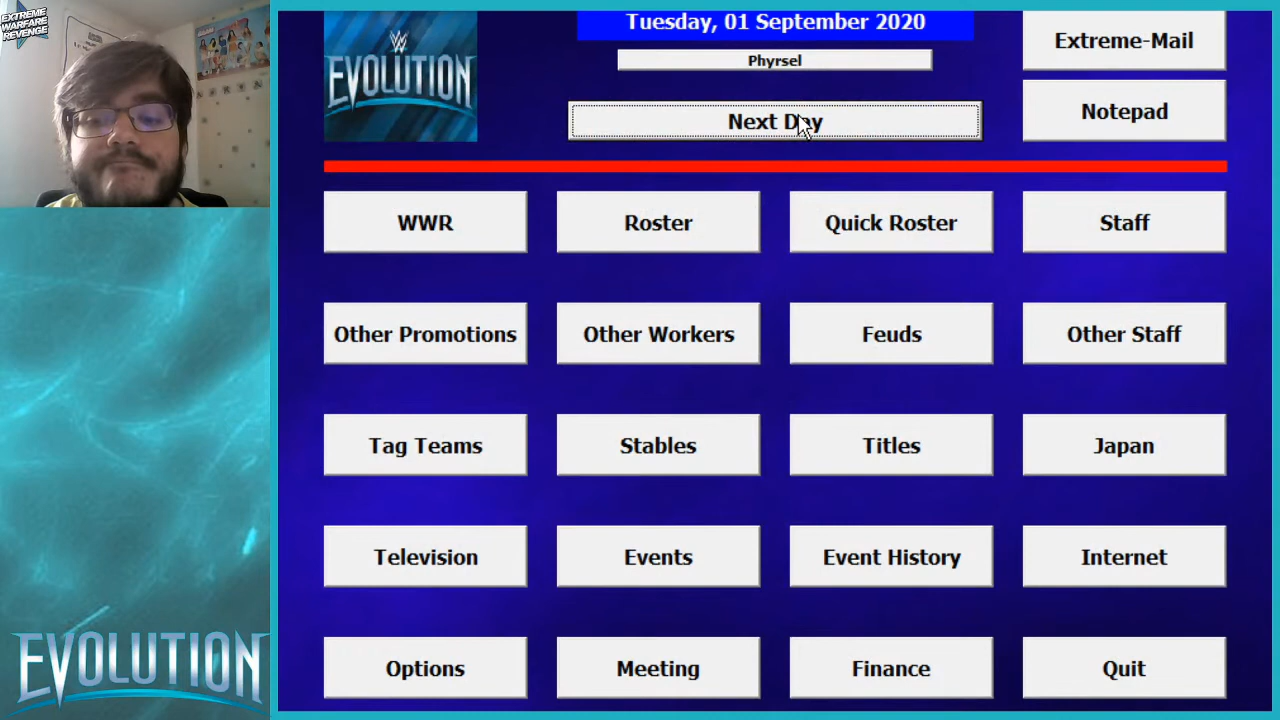 EXTREME
WARFARE
REVENGE
EVOLUTION
Tuesday, 01 September 2020
Phyrsel
Next Day
Extreme-Mail
Notepad
WWR
Roster
Quick Roster
Staff
Other Promotions
Other Workers
Feuds
Other Staff
Tag Teams
Stables
Titles
Japan
Television
Events
Event History
Internet
Options
Meeting
Finance
Quit
EVOLUTION